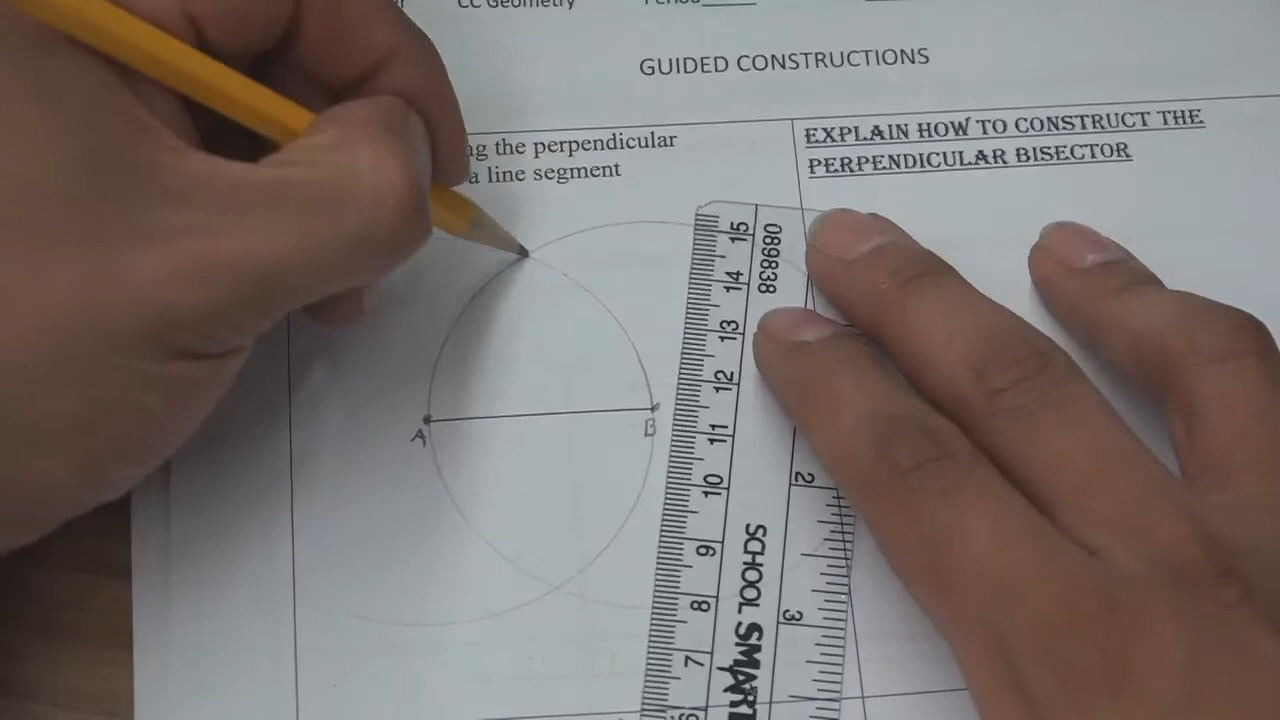 CC Geometry Period
GUIDED CONSTRUCTIONS
the perpendicular
a line segment
EXPLAIN HOW TO CONSTRUCT THE
PERPENDICULAR BISECTOR
A
B
15
14
13
12
11
10
9
8
7
089838
SCHOOL SMART
2
3